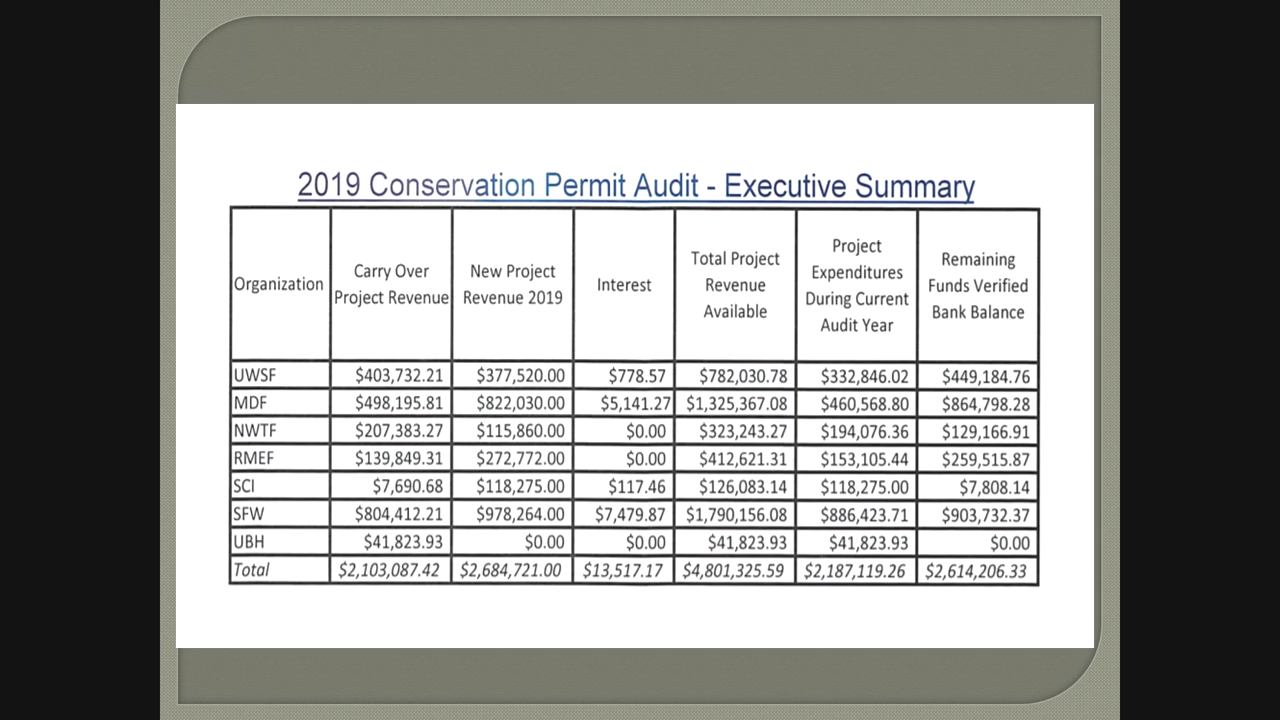 2019 Conservation Permit Audit - Executive Summary
Organization | Carry Over Project Revenue | New Project Revenue 2019 | Interest | Total Project Revenue Available | Project Expenditures During Current Audit Year | Remaining Funds Verified Bank Balance
UWSF | $403,732.21 | $377,520.00 | $778.57 | $782,030.78 | $332,846.02 | $449,184.76
MDF | $498,195.81 | $822,030.00 | $5,141.27 | $1,325,367.08 | $460,568.80 | $864,798.28
NWTF | $207,383.27 | $115,860.00 | $0.00 | $323,243.27 | $194,076.36 | $129,166.91
RMEF | $139,849.31 | $272,772.00 | $0.00 | $412,621.31 | $153,105.44 | $259,515.87
SCI | $7,690.68 | $118,275.00 | $117.46 | $126,083.14 | $118,275.00 | $7,808.14
SFW | $804,412.21 | $978,264.00 | $7,479.87 | $1,790,156.08 | $886,423.71 | $903,732.37
UBH | $41,823.93 | $0.00 | $0.00 | $41,823.93 | $41,823.93 | $0.00
Total | $2,103,087.42 | $2,684,721.00 | $13,517.17 | $4,801,325.59 | $2,187,119.26 | $2,614,206.33